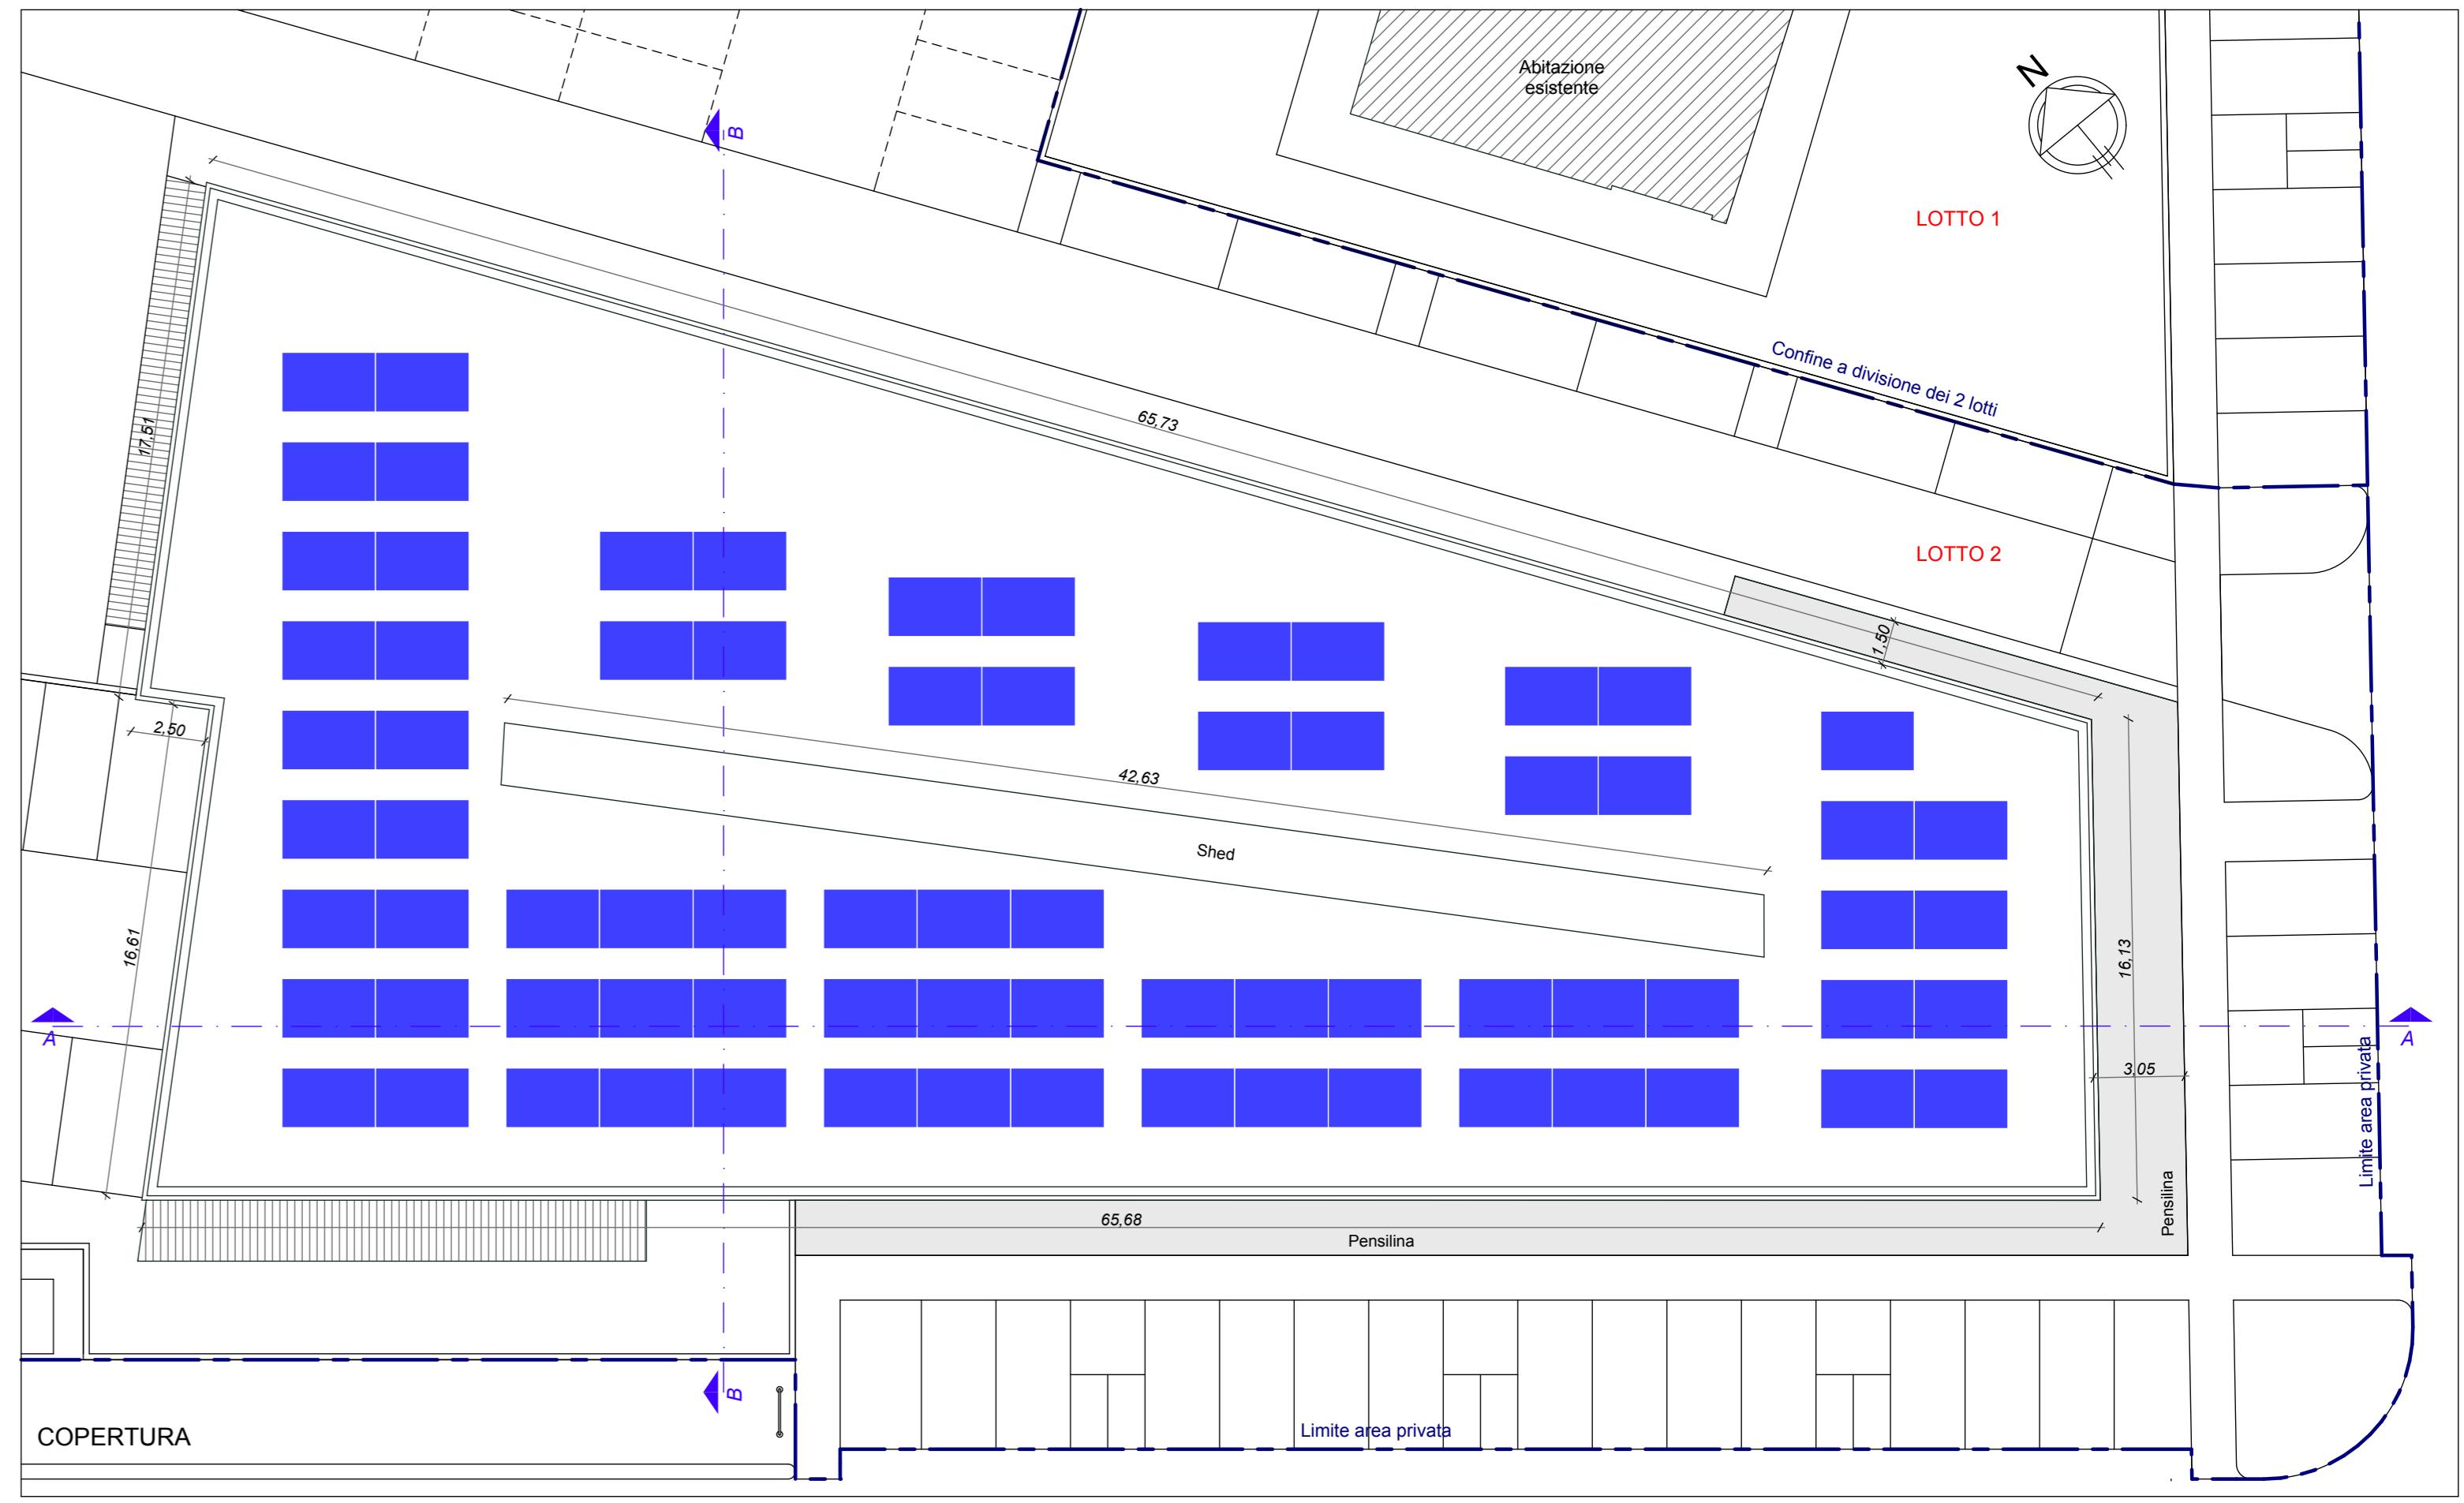 Abitazione
esistente
N
B
LOTTO 1
Confine a divisione dei 2 lotti
17,51
65,73
LOTTO 2
1,50
2,50
42,63
Shed
16,61
16,13
A
A
3,05
Limite area privata
Pensilina
65,68
Pensilina
B
Limite area privata
COPERTURA